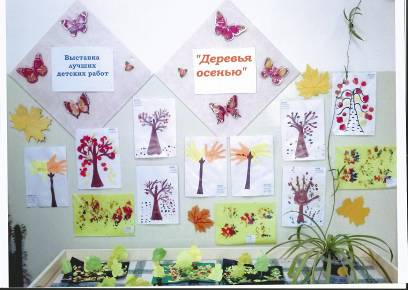 Выставка
лучших
детских работ
"Деревья
осенью"